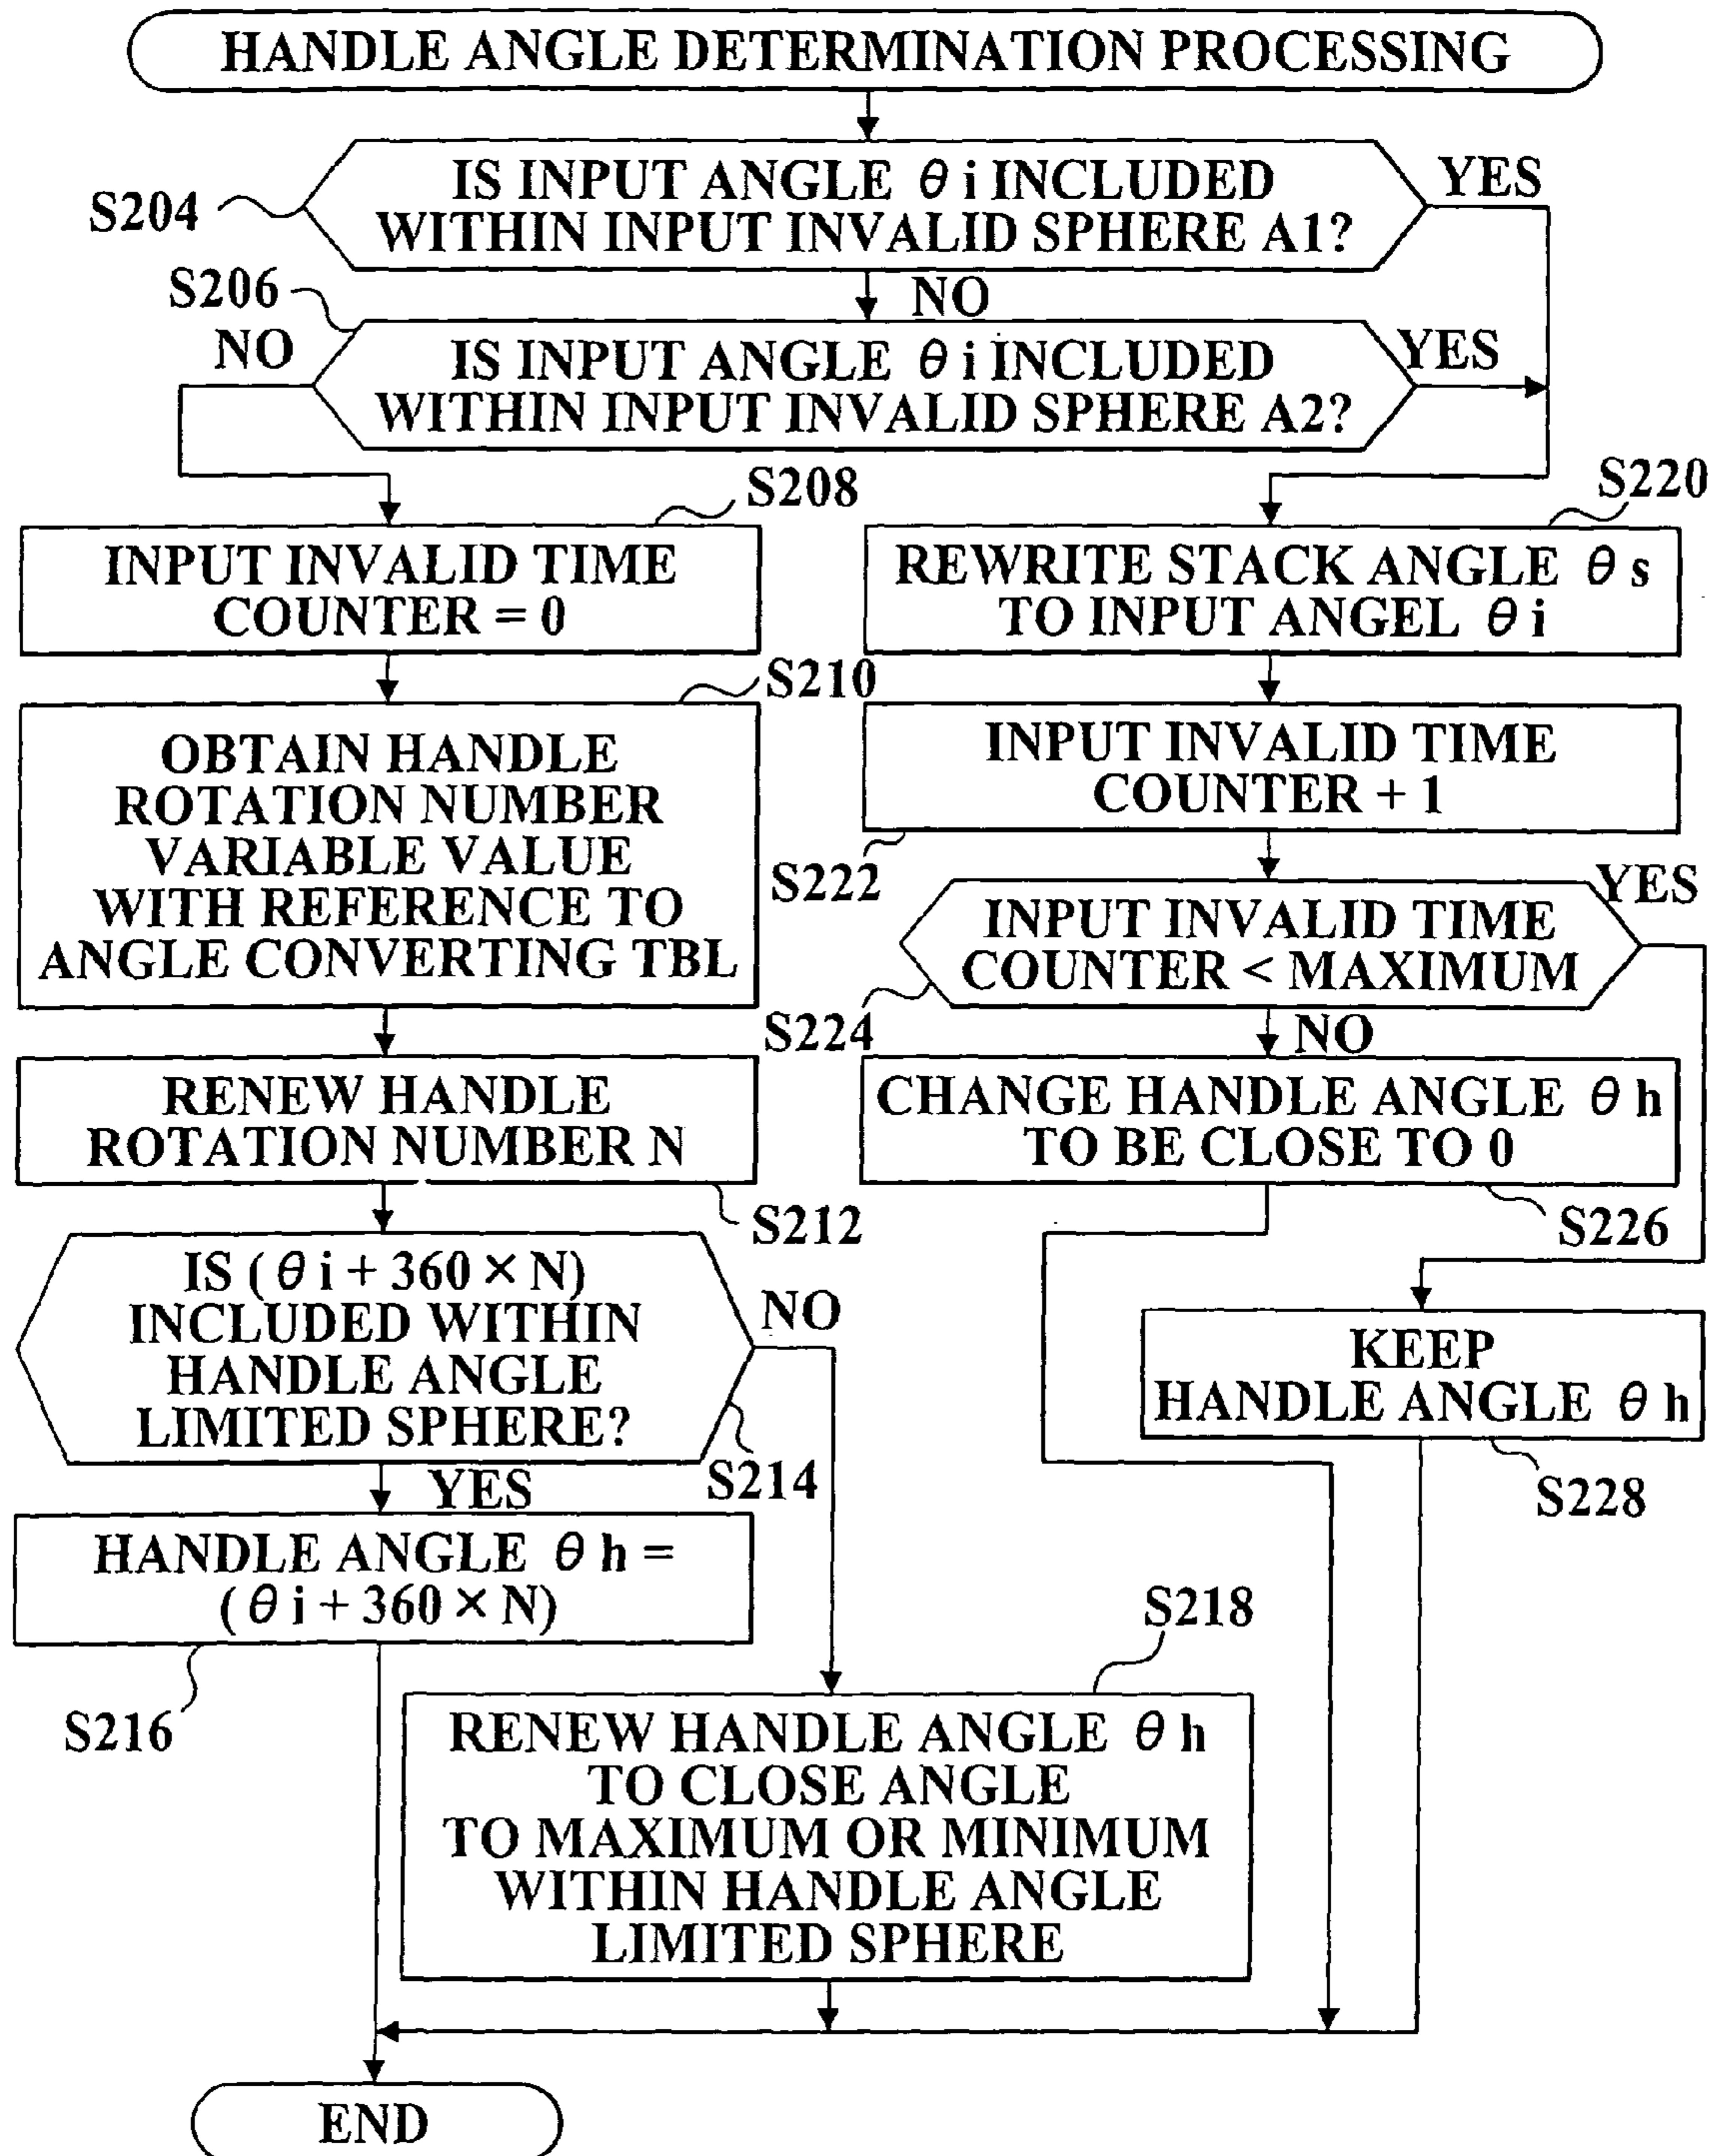 HANDLE ANGLE DETERMINATION PROCESSING
S204
IS INPUT ANGLE θ i INCLUDED
WITHIN INPUT INVALID SPHERE A1?
YES
NO
S206
NO
IS INPUT ANGLE θ i INCLUDED
WITHIN INPUT INVALID SPHERE A2?
YES
S208
INPUT INVALID TIME
COUNTER = 0
S210
OBTAIN HANDLE
ROTATION NUMBER
VARIABLE VALUE
WITH REFERENCE TO
ANGLE CONVERTING TBL
RENEW HANDLE
ROTATION NUMBER N
S212
IS ( θ i + 360 × N)
INCLUDED WITHIN
HANDLE ANGLE
LIMITED SPHERE?
NO
S214
YES
HANDLE ANGLE θ h =
( θ i + 360 × N)
S216
S218
RENEW HANDLE ANGLE θ h
TO CLOSE ANGLE
TO MAXIMUM OR MINIMUM
WITHIN HANDLE ANGLE
LIMITED SPHERE
S220
REWRITE STACK ANGLE θ s
TO INPUT ANGEL θ i
INPUT INVALID TIME
COUNTER + 1
S222
YES
INPUT INVALID TIME
COUNTER < MAXIMUM
S224
NO
CHANGE HANDLE ANGLE θ h
TO BE CLOSE TO 0
S226
KEEP
HANDLE ANGLE θ h
S228
END